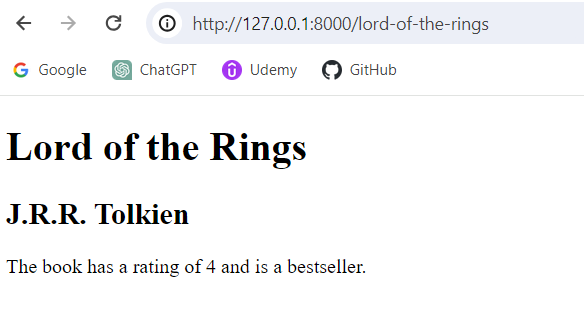 http://127.0.0.1:8000/lord-of-the-rings
Google ChatGPT Udemy GitHub
Lord of the Rings
J.R.R. Tolkien
The book has a rating of 4 and is a bestseller.